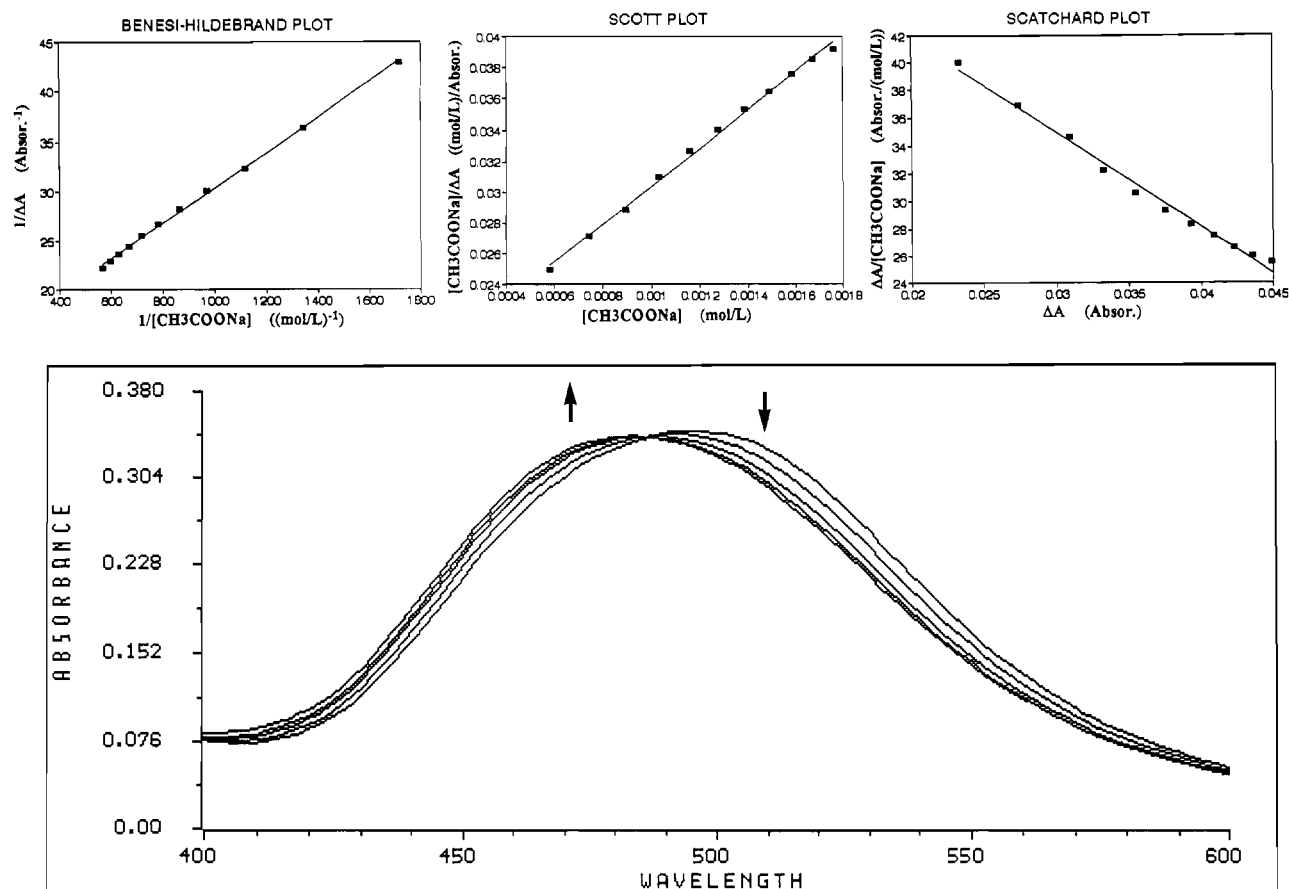 BENESI-HILDEBRAND PLOT
1/ΔA (Absor.-1)
45
40
35
30
25
20
400 600 800 1000 1200 1400 1600 1800
1/[CH3COONa] ((mol/L)-1)
SCOTT PLOT
[CH3COONa]/ΔA ((mol/L)/Absor.)
0.04
0.038
0.036
0.034
0.032
0.03
0.028
0.026
0.024
0.0004 0.0006 0.0008 0.001 0.0012 0.0014 0.0016 0.0018
[CH3COONa] (mol/L)
SCATCHARD PLOT
ΔA/[CH3COONa] (Absor./(mol/L))
42
40
38
36
34
32
30
28
26
24
0.02 0.025 0.03 0.035 0.04 0.045
ΔA (Absor.)
ABSORBANCE
0.380
0.304
0.228
0.152
0.076
0.00
400 450 500 550 600
WAVELENGTH